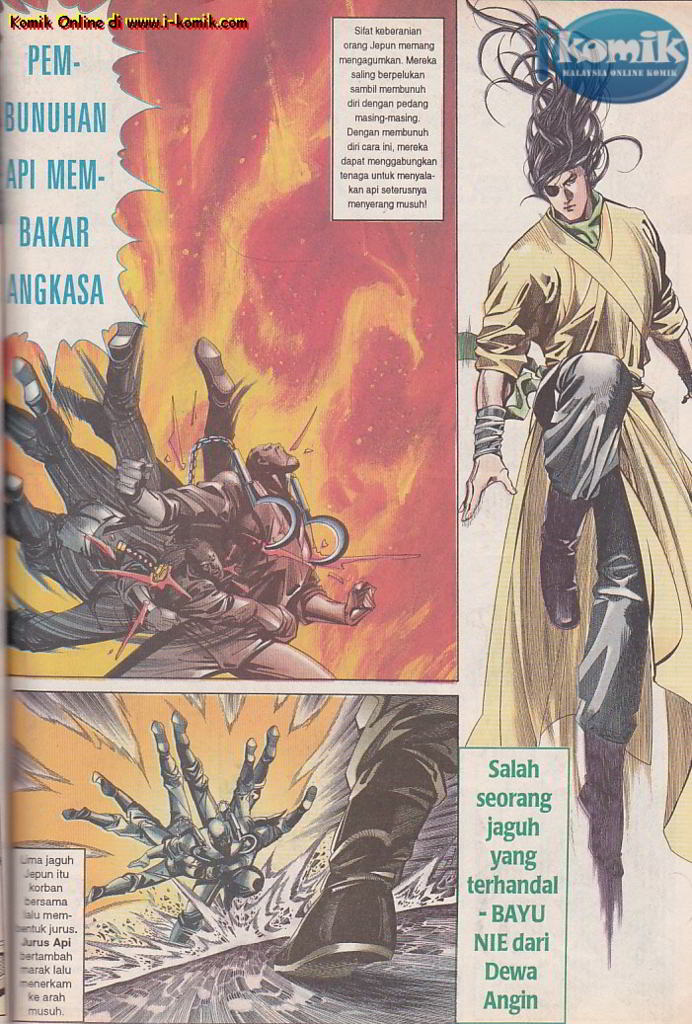 Komik Online di www.i-komik.com
PEM-
BUNUHAN
API MEM-
BAKAR
ANGKASA
Sifat keberanian
orang Jepun memang
mengagumkan. Mereka
saling berpelukan
sambil membunuh
diri dengan pedang
masing-masing.
Dengan membunuh
diri cara ini, mereka
dapat menggabungkan
tenaga untuk menyala-
kan api seterusnya
menyerang musuh!
ikomik
MALAYSIA ONLINE KOMIK
Lima jaguh
Jepun itu
korban
bersama
lalu mem-
bentuk jurus.
Jurus Api
bertambah
marak lalu
menerkam
ke arah
musuh.
Salah
seorang
jaguh
yang
terhandal
- BAYU
NIE dari
Dewa
Angin